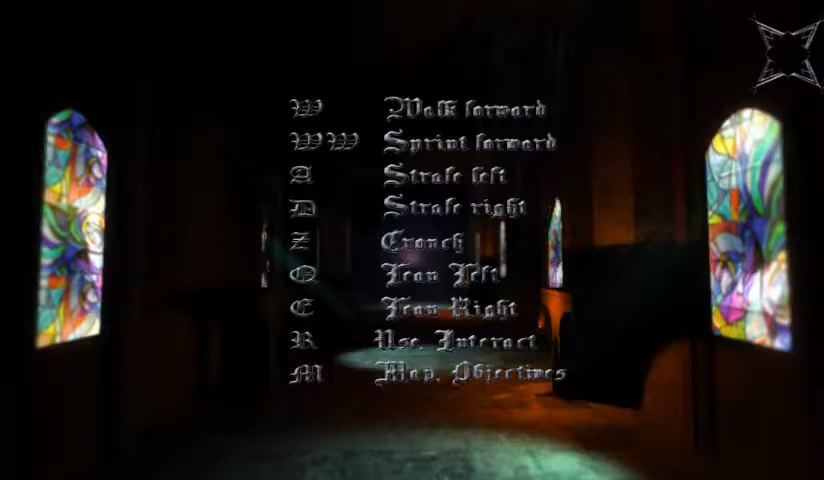 W Walk forward
WW Sprint forward
A Strafe left
D Strafe right
Z Crouch
Q Lean Left
E Lean Right
R Use, Interact
M Map, Objectives